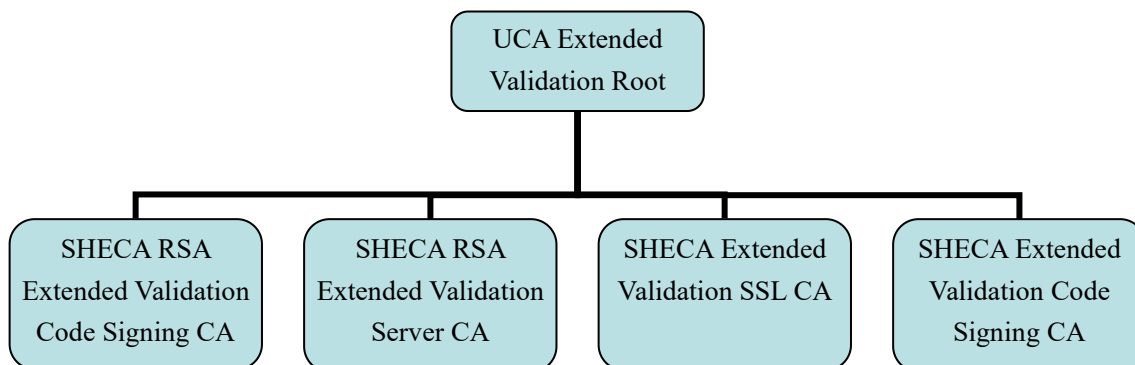 UCA Extended
Validation Root
SHECA RSA
Extended Validation
Code Signing CA
SHECA RSA
Extended Validation
Server CA
SHECA Extended
Validation SSL CA
SHECA Extended
Validation Code
Signing CA